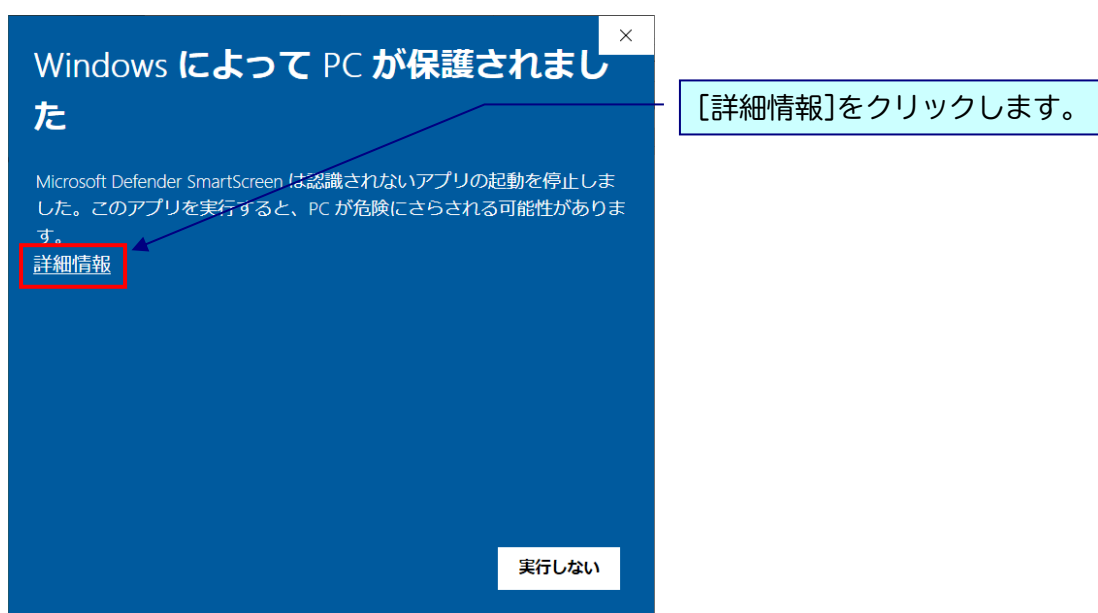 Windows によって PC が保護されまし
た
[詳細情報]をクリックします。
Microsoft Defender SmartScreen は認識されないアプリの起動を停止しま
した。このアプリを実行すると、PC が危険にさらされる可能性がありま
す。
詳細情報
実行しない